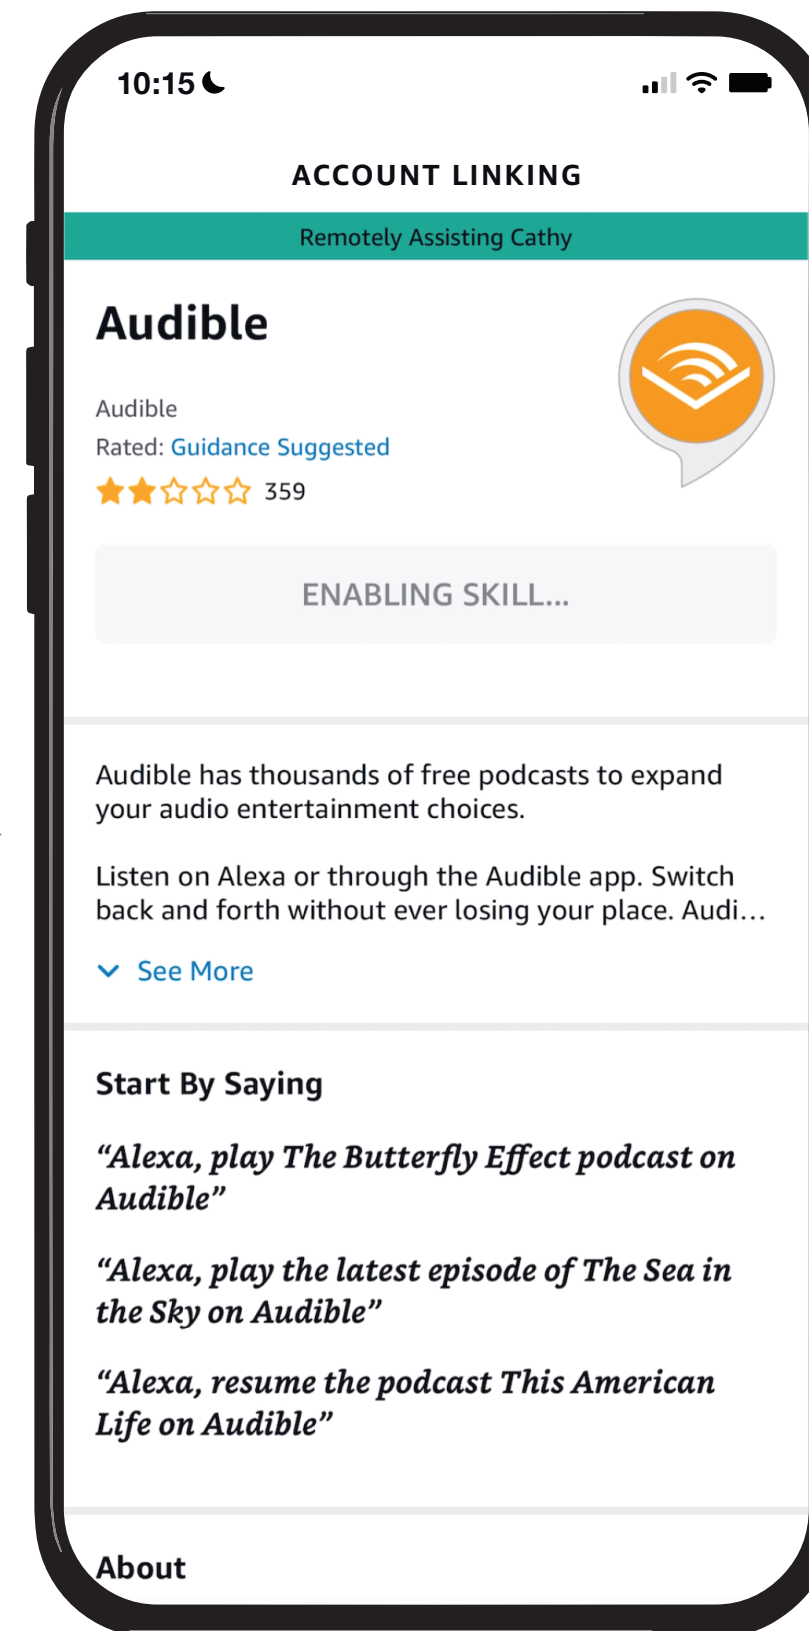 10:15
ACCOUNT LINKING
Remotely Assisting Cathy
Audible
Audible
Rated: Guidance Suggested
359
ENABLING SKILL...
Audible has thousands of free podcasts to expand
your audio entertainment choices.
Listen on Alexa or through the Audible app. Switch
back and forth without ever losing your place. Audi...
See More
Start By Saying
“Alexa, play The Butterfly Effect podcast on
Audible”
“Alexa, play the latest episode of The Sea in
the Sky on Audible”
“Alexa, resume the podcast This American
Life on Audible”
About